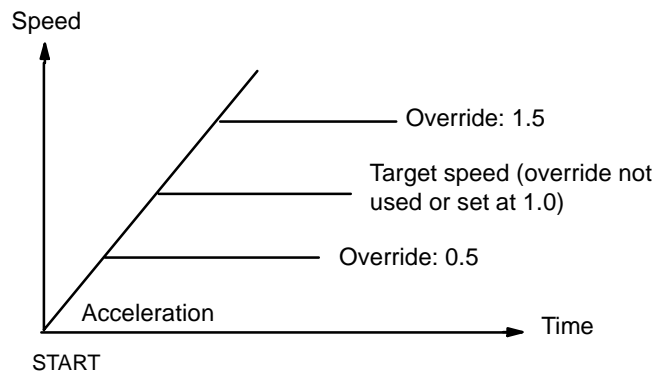 Speed
Override: 1.5
Target speed (override not
used or set at 1.0)
Override: 0.5
Acceleration
Time
START